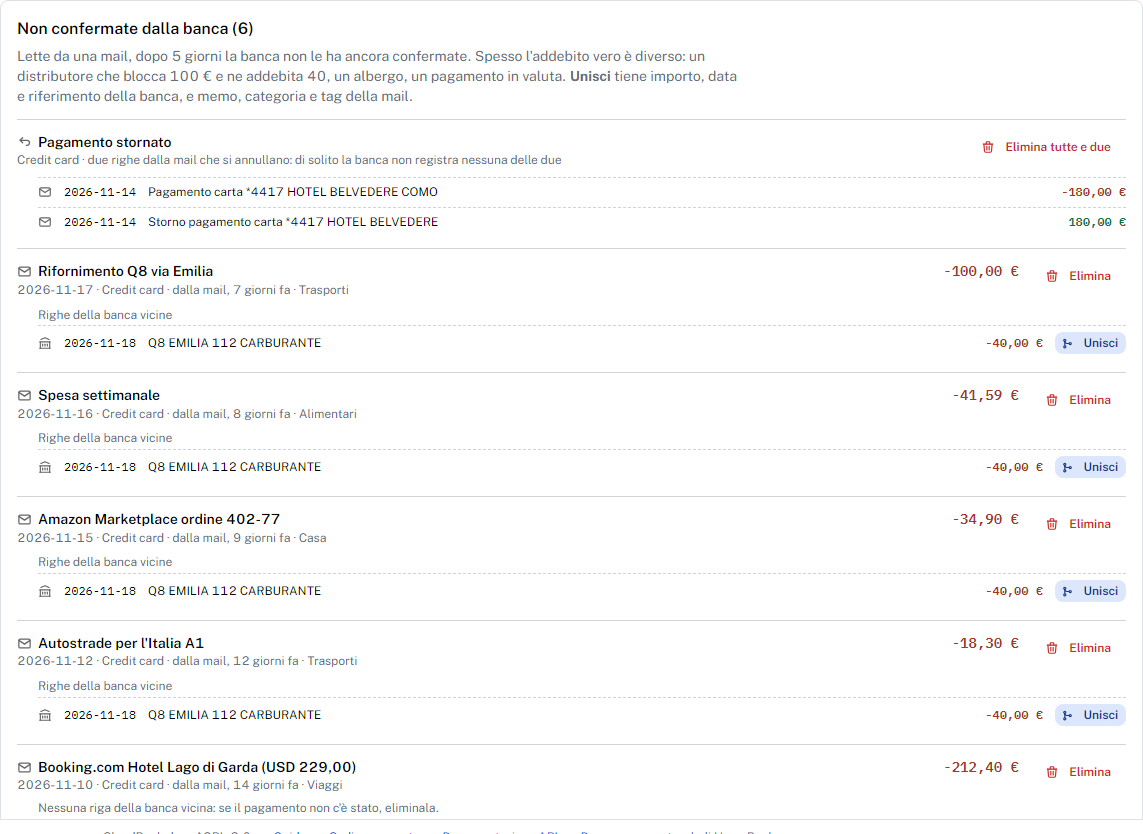 Non confermate dalla banca (6)
Lette da una mail, dopo 5 giorni la banca non le ha ancora confermate. Spesso l'addebito vero è diverso: un
distributore che blocca 100 € e ne addebita 40, un albergo, un pagamento in valuta. Unisci tiene importo, data
e riferimento della banca, e memo, categoria e tag della mail.
Pagamento stornato
Elimina tutte e due
Credit card · due righe dalla mail che si annullano: di solito la banca non registra nessuna delle due
2026-11-14 Pagamento carta *4417 HOTEL BELVEDERE COMO -180,00 €
2026-11-14 Storno pagamento carta *4417 HOTEL BELVEDERE 180,00 €
Rifornimento Q8 via Emilia -100,00 € Elimina
2026-11-17 · Credit card · dalla mail, 7 giorni fa · Trasporti
Righe della banca vicine
2026-11-18 Q8 EMILIA 112 CARBURANTE -40,00 € Unisci
Spesa settimanale -41,59 € Elimina
2026-11-16 · Credit card · dalla mail, 8 giorni fa · Alimentari
Righe della banca vicine
2026-11-18 Q8 EMILIA 112 CARBURANTE -40,00 € Unisci
Amazon Marketplace ordine 402-77 -34,90 € Elimina
2026-11-15 · Credit card · dalla mail, 9 giorni fa · Casa
Righe della banca vicine
2026-11-18 Q8 EMILIA 112 CARBURANTE -40,00 € Unisci
Autostrade per l'Italia A1 -18,30 € Elimina
2026-11-12 · Credit card · dalla mail, 12 giorni fa · Trasporti
Righe della banca vicine
2026-11-18 Q8 EMILIA 112 CARBURANTE -40,00 € Unisci
Booking.com Hotel Lago di Garda (USD 229,00) -212,40 € Elimina
2026-11-10 · Credit card · dalla mail, 14 giorni fa · Viaggi
Nessuna riga della banca vicina: se il pagamento non c'è stato, eliminala.